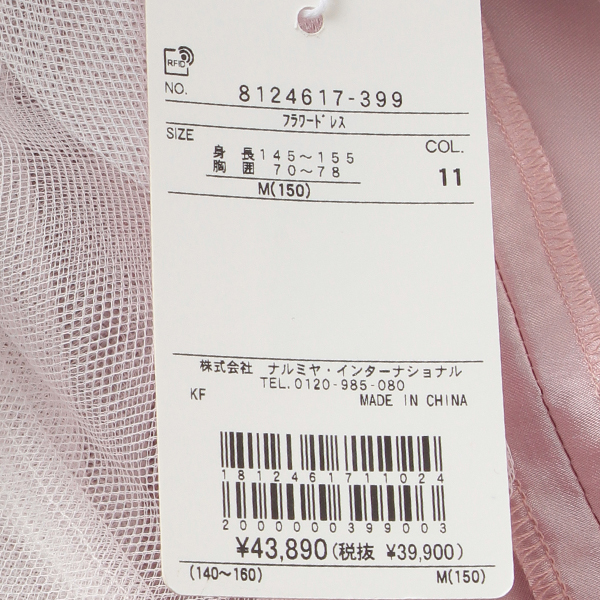 RFID
NO. 8124617-399
フラワードレス
SIZE COL.
身長 145〜155
胸囲 70〜78 11
M(150)
株式会社 ナルミヤ・インターナショナル
TEL.0120-985-080
KF MADE IN CHINA
1812461711024
2000000399003
¥43,890(税抜 ¥39,900)
(140〜160) M(150)